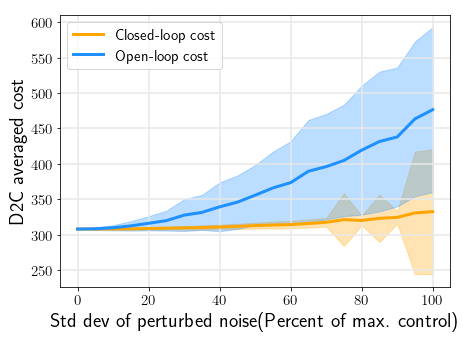 600
550
500
450
400
350
300
250
D2C averaged cost
Closed-loop cost
Open-loop cost
0 20 40 60 80 100
Std dev of perturbed noise(Percent of max. control)